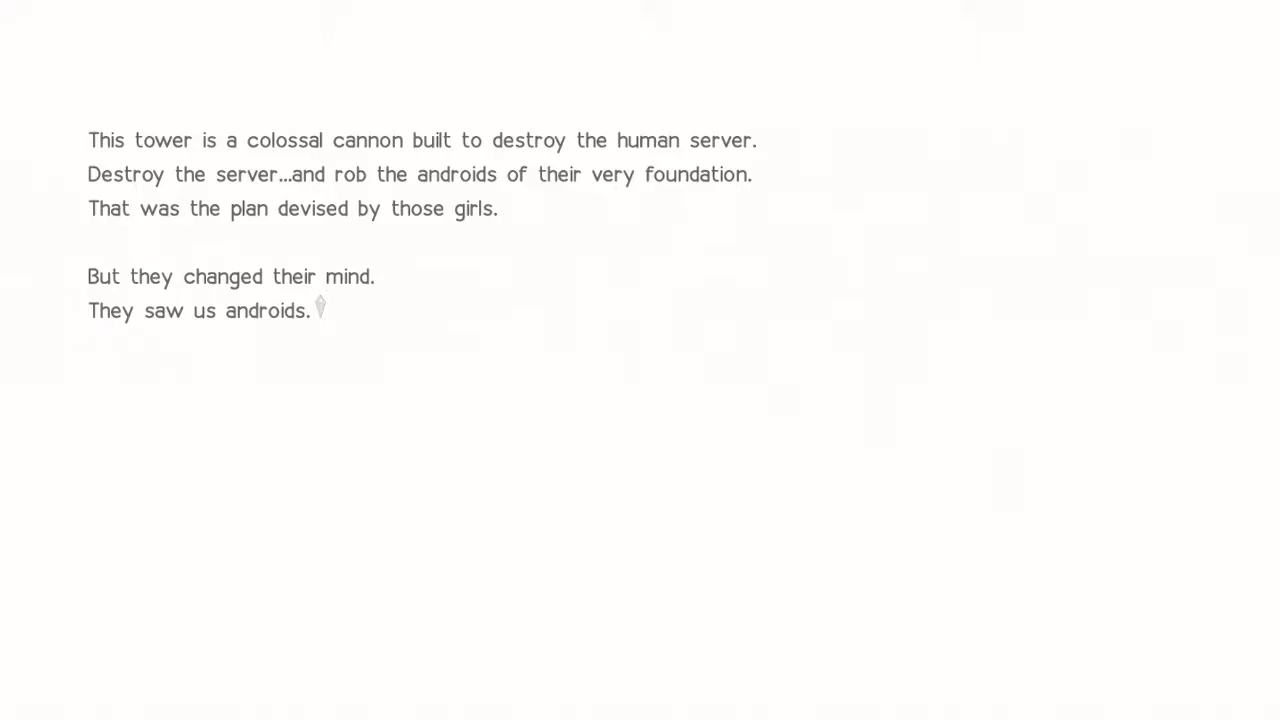 This tower is a colossal cannon built to destroy the human server.
Destroy the server...and rob the androids of their very foundation.
That was the plan devised by those girls.
But they changed their mind.
They saw us androids.